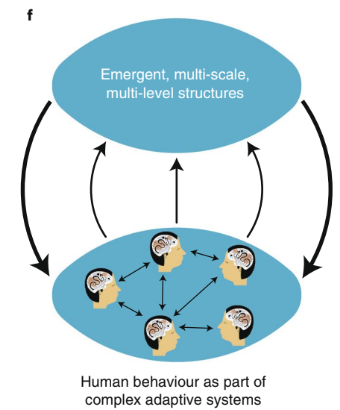 f
Emergent, multi-scale,
multi-level structures
Human behaviour as part of
complex adaptive systems